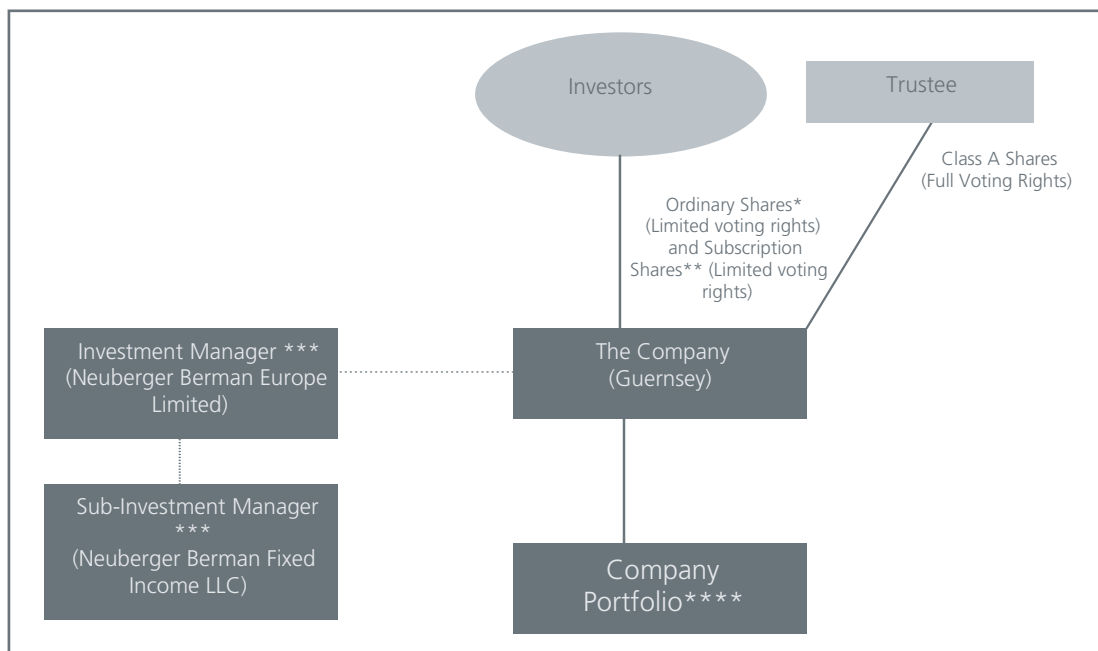 Investors
Trustee
Class A Shares
(Full Voting Rights)
Ordinary Shares*
(Limited voting rights)
and Subscription
Shares** (Limited voting
rights)
Investment Manager ***
(Neuberger Berman Europe
Limited)
The Company
(Guernsey)
Sub-Investment Manager
***
(Neuberger Berman Fixed
Income LLC)
Company
Portfolio****